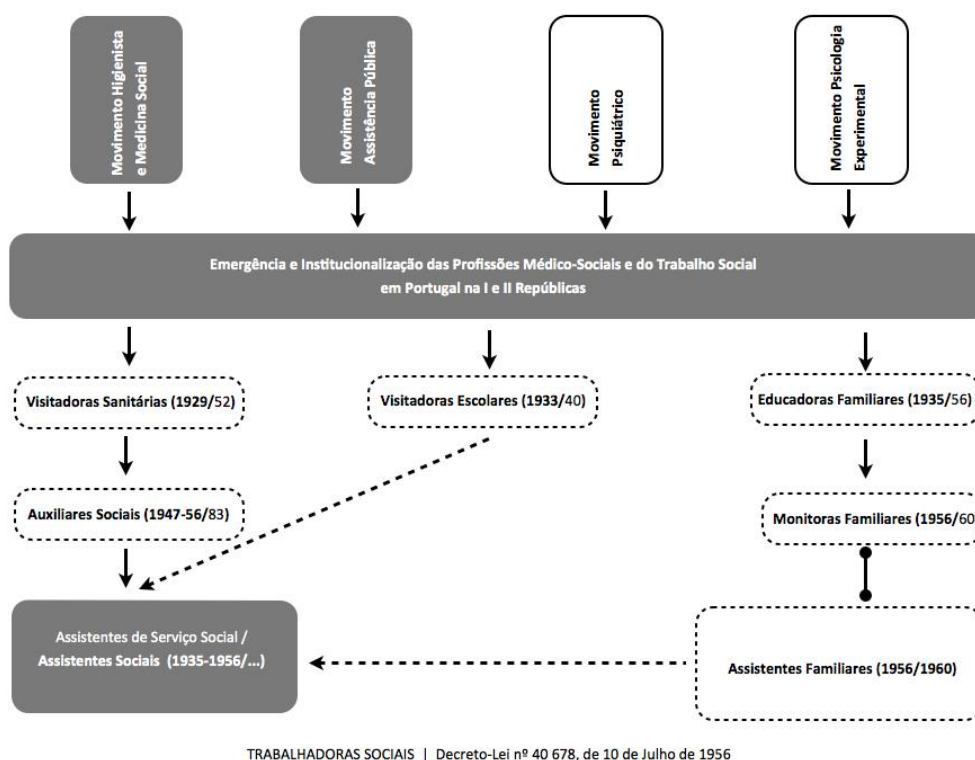 Movimento Higienista
e Medicina Social
Movimento
Assistência Pública
Movimento
Psiquiátrico
Movimento Psicologia
Experimental
Emergência e Institucionalização das Profissões Médico-Sociais e do Trabalho Social
em Portugal na I e II Repúblicas
Visitadoras Sanitárias (1929/52)
Visitadoras Escolares (1933/40)
Educadoras Familiares (1935/56)
Auxiliares Sociais (1947-56/83)
Monitoras Familiares (1956/60
Assistentes de Serviço Social /
Assistentes Sociais (1935-1956/...)
Assistentes Familiares (1956/1960)
TRABALHADORAS SOCIAIS | Decreto-Lei nº 40 678, de 10 de Julho de 1956